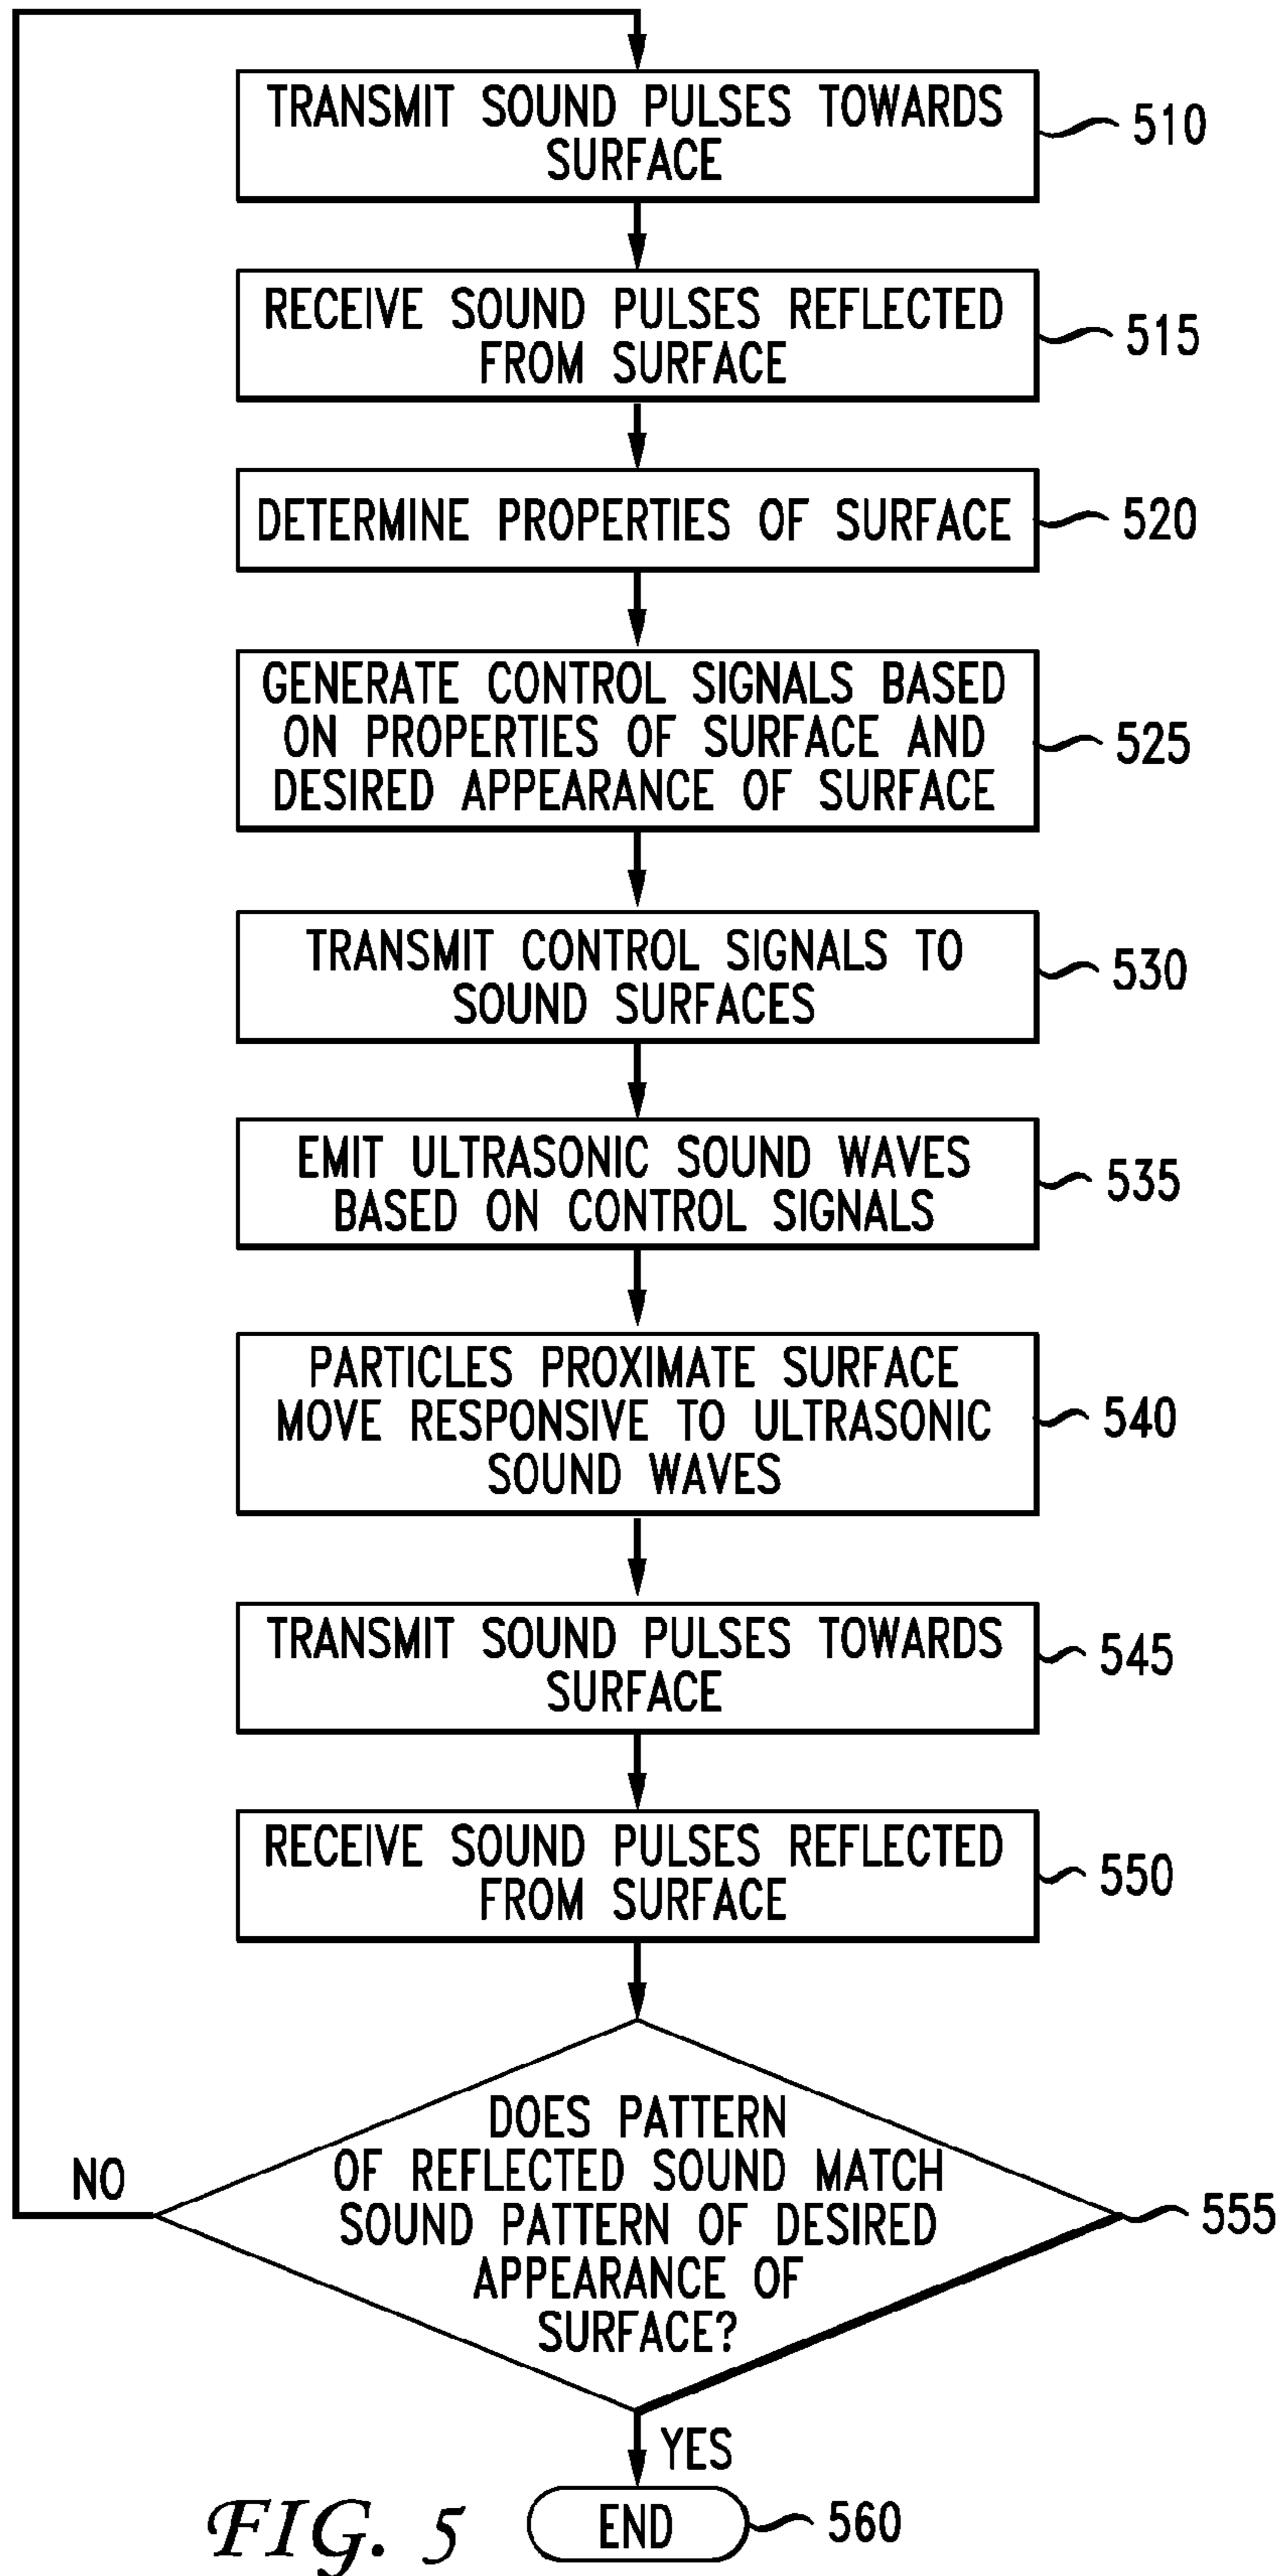 TRANSMIT SOUND PULSES TOWARDS
SURFACE
510
RECEIVE SOUND PULSES REFLECTED
FROM SURFACE
515
DETERMINE PROPERTIES OF SURFACE
520
GENERATE CONTROL SIGNALS BASED
ON PROPERTIES OF SURFACE AND
DESIRED APPEARANCE OF SURFACE
525
TRANSMIT CONTROL SIGNALS TO
SOUND SURFACES
530
EMIT ULTRASONIC SOUND WAVES
BASED ON CONTROL SIGNALS
535
PARTICLES PROXIMATE SURFACE
MOVE RESPONSIVE TO ULTRASONIC
SOUND WAVES
540
TRANSMIT SOUND PULSES TOWARDS
SURFACE
545
RECEIVE SOUND PULSES REFLECTED
FROM SURFACE
550
DOES PATTERN
OF REFLECTED SOUND MATCH
SOUND PATTERN OF DESIRED
APPEARANCE OF
SURFACE?
555
NO
YES
END
560
FIG. 5